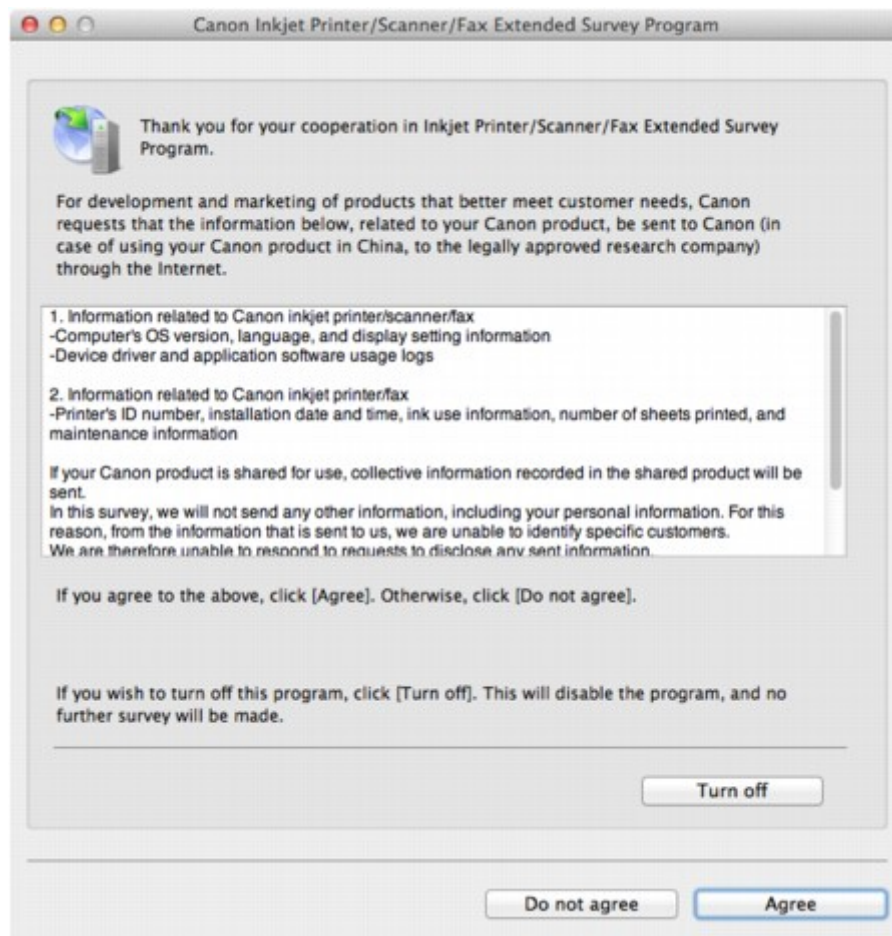 Canon Inkjet Printer/Scanner/Fax Extended Survey Program
Thank you for your cooperation in Inkjet Printer/Scanner/Fax Extended Survey
Program.
For development and marketing of products that better meet customer needs, Canon
requests that the information below, related to your Canon product, be sent to Canon (in
case of using your Canon product in China, to the legally approved research company)
through the Internet.
1. Information related to Canon inkjet printer/scanner/fax
-Computer's OS version, language, and display setting information
-Device driver and application software usage logs
2. Information related to Canon inkjet printer/fax
-Printer's ID number, installation date and time, ink use information, number of sheets printed, and
maintenance information
If your Canon product is shared for use, collective information recorded in the shared product will be
sent.
In this survey, we will not send any other information, including your personal information. For this
reason, from the information that is sent to us, we are unable to identify specific customers.
We are therefore unable to respond to requests to disclose any sent information.
If you agree to the above, click [Agree]. Otherwise, click [Do not agree].
If you wish to turn off this program, click [Turn off]. This will disable the program, and no
further survey will be made.
Turn off
Do not agree
Agree